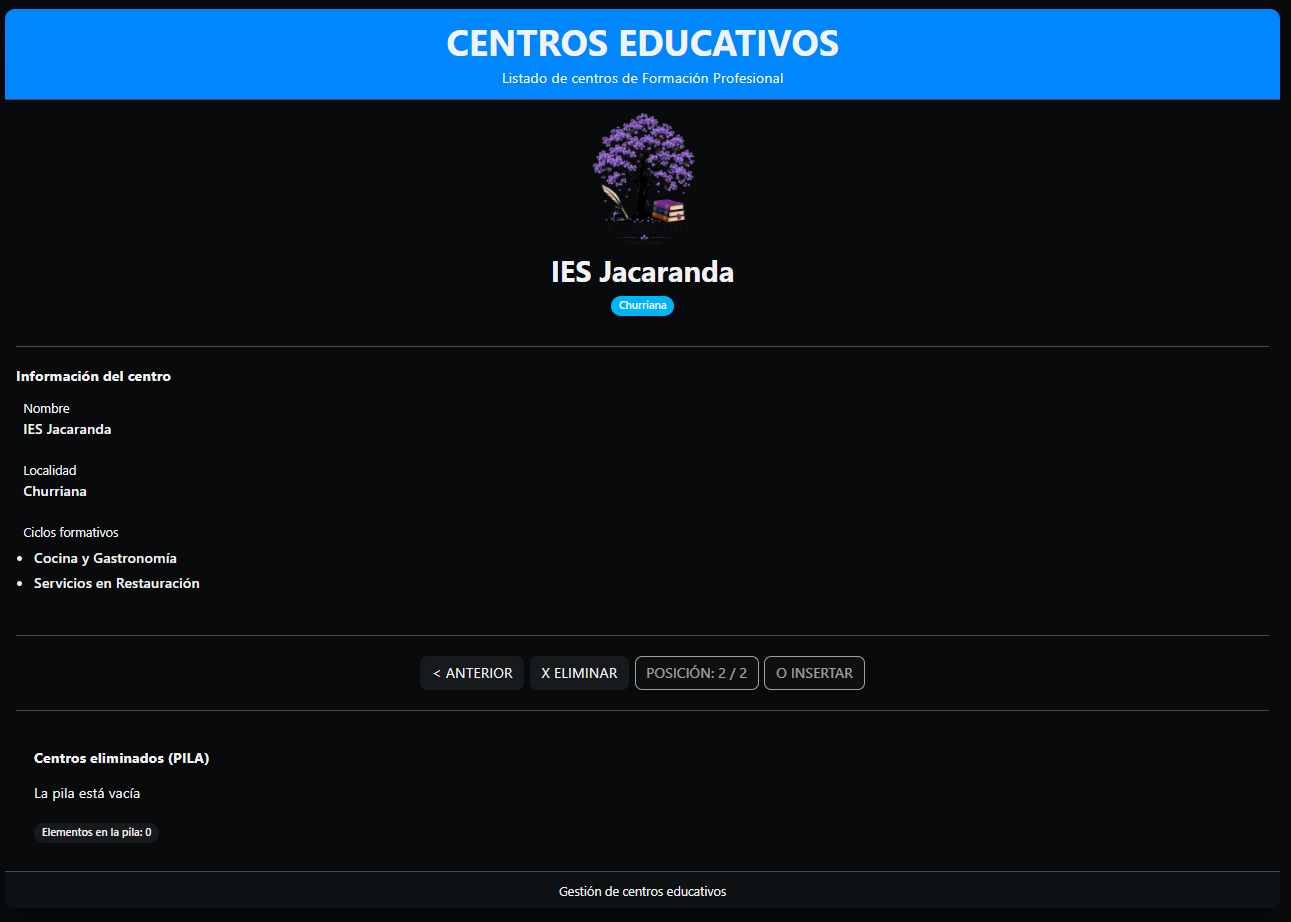 CENTROS EDUCATIVOS
Listado de centros de Formación Profesional
IES Jacaranda
Churriana
Información del centro
Nombre
IES Jacaranda
Localidad
Churriana
Ciclos formativos
• Cocina y Gastronomía
• Servicios en Restauración
< ANTERIOR X ELIMINAR POSICIÓN: 2 / 2 O INSERTAR
Centros eliminados (PILA)
La pila está vacía
Elementos en la pila: 0
Gestión de centros educativos